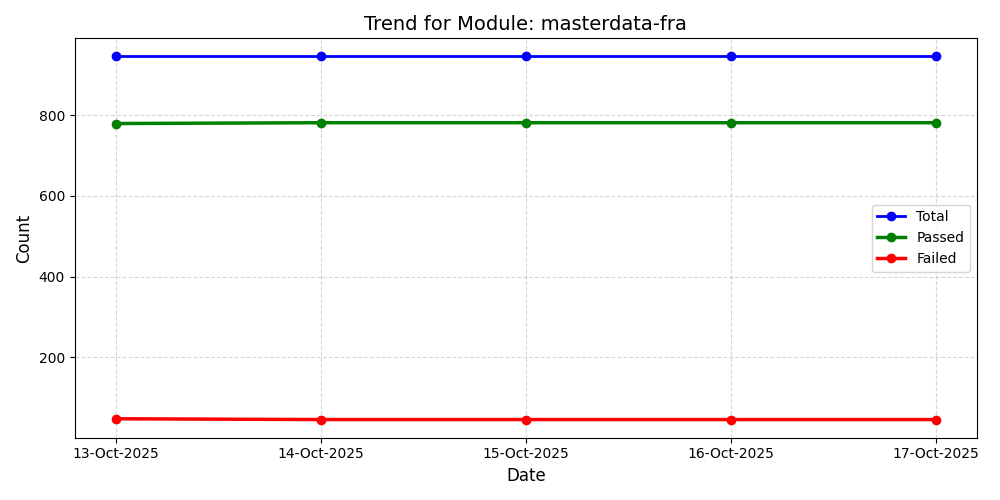 Trend for Module: masterdata-fra
800
600
400
200
Count
Total
Passed
Failed
13-Oct-2025 14-Oct-2025 15-Oct-2025 16-Oct-2025 17-Oct-2025
Date